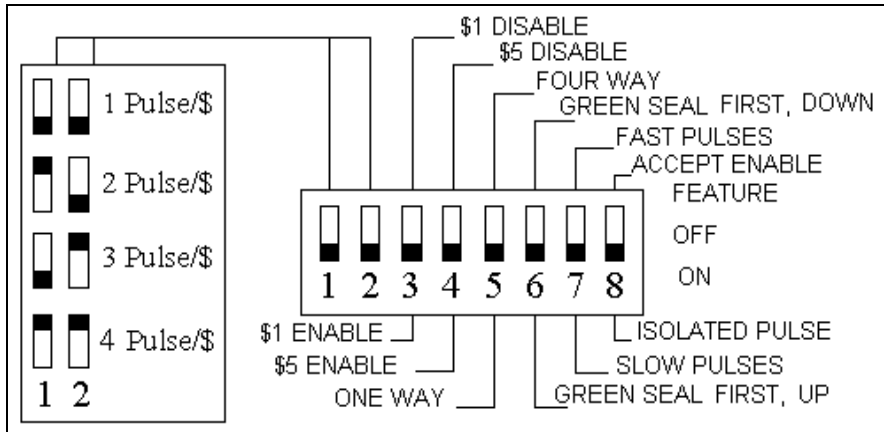 $1 DISABLE
$5 DISABLE
FOUR WAY
GREEN SEAL FIRST, DOWN
FAST PULSES
ACCEPT ENABLE
FEATURE
OFF
ON
1 Pulse/$
2 Pulse/$
3 Pulse/$
4 Pulse/$
1 2
1 2 3 4 5 6 7 8
$1 ENABLE
ISOLATED PULSE
$5 ENABLE
SLOW PULSES
ONE WAY
GREEN SEAL FIRST, UP